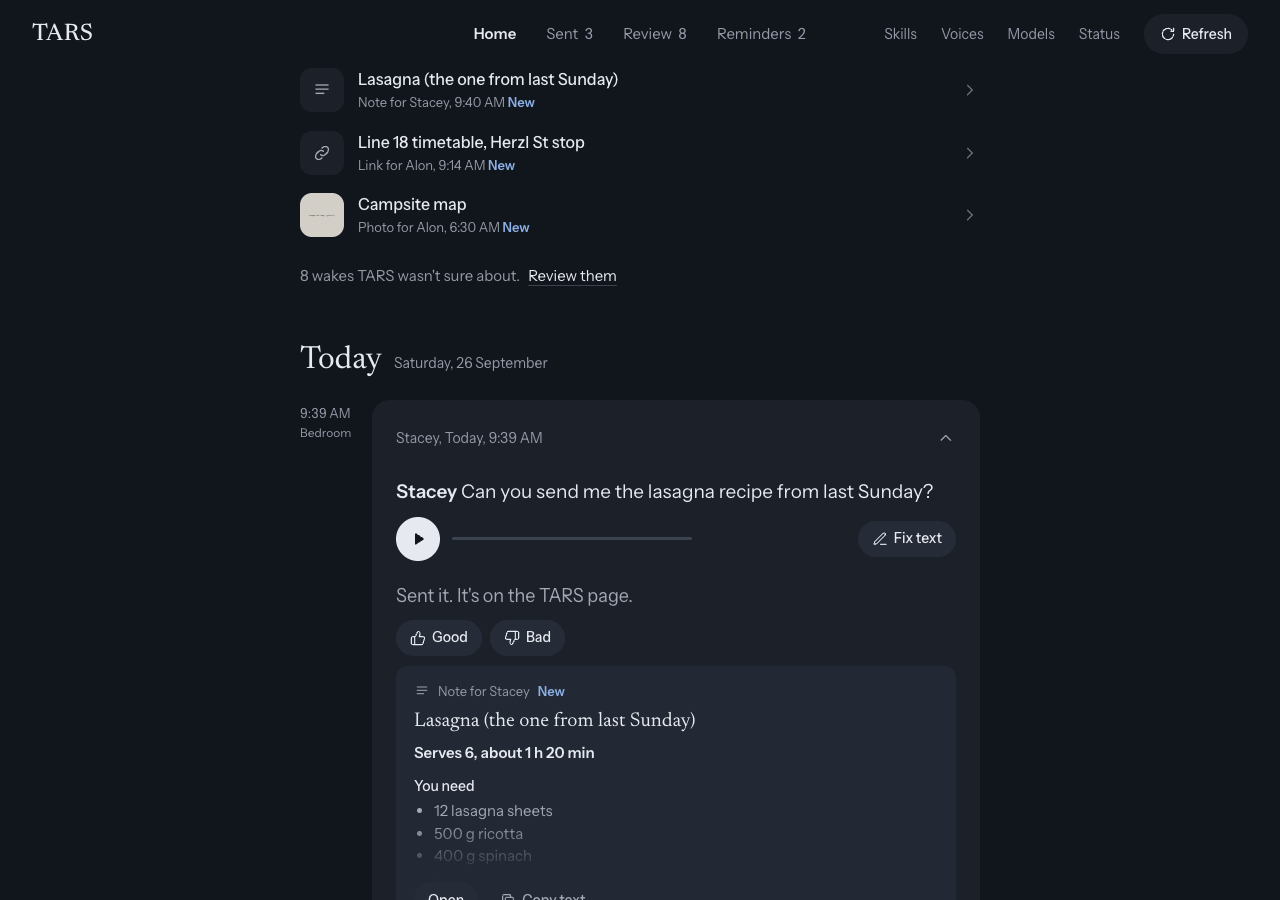 TARS
Home
Sent 3
Review 8
Reminders 2
Skills
Voices
Models
Status
Refresh
Lasagna (the one from last Sunday)
Note for Stacey, 9:40 AM New
Line 18 timetable, Herzl St stop
Link for Alon, 9:14 AM New
Campsite map
Photo for Alon, 6:30 AM New
8 wakes TARS wasn't sure about. Review them
Today Saturday, 26 September
9:39 AM
Bedroom
Stacey, Today, 9:39 AM
Stacey Can you send me the lasagna recipe from last Sunday?
Fix text
Sent it. It's on the TARS page.
Good
Bad
Note for Stacey New
Lasagna (the one from last Sunday)
Serves 6, about 1 h 20 min
You need
• 12 lasagna sheets
• 500 g ricotta
• 400 g spinach
Open
Copy text